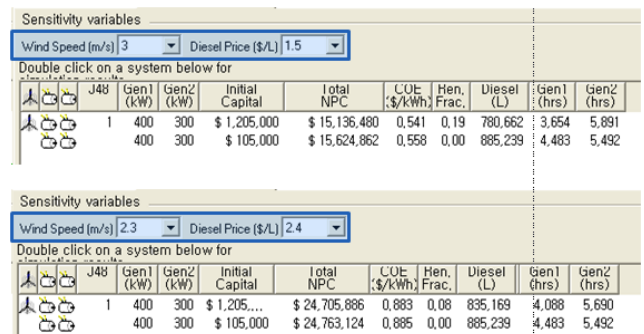 Sensitivity variables
Wind Speed (m/s) 3 Diesel Price ($/L) 1.5
Double click on a system below for
J48 Gen1 (kW) Gen2 (kW) Initial Capital Total NPC COE ($/kWh) Ren. Frac. Diesel (L) Gen1 (hrs) Gen2 (hrs)
1 400 300 $ 1,205,000 $ 15,136,480 0,541 0,19 780,662 3,654 5,891
400 300 $ 105,000 $ 15,624,862 0,558 0,00 885,239 4,483 5,492
Sensitivity variables
Wind Speed (m/s) 2.3 Diesel Price ($/L) 2.4
Double click on a system below for
J48 Gen1 (kW) Gen2 (kW) Initial Capital Total NPC COE ($/kWh) Ren. Frac. Diesel (L) Gen1 (hrs) Gen2 (hrs)
1 400 300 $ 1,205,... $ 24,705,886 0,883 0,08 835,169 4,088 5,690
400 300 $ 105,000 $ 24,763,124 0,885 0,00 885,239 4,483 5,492